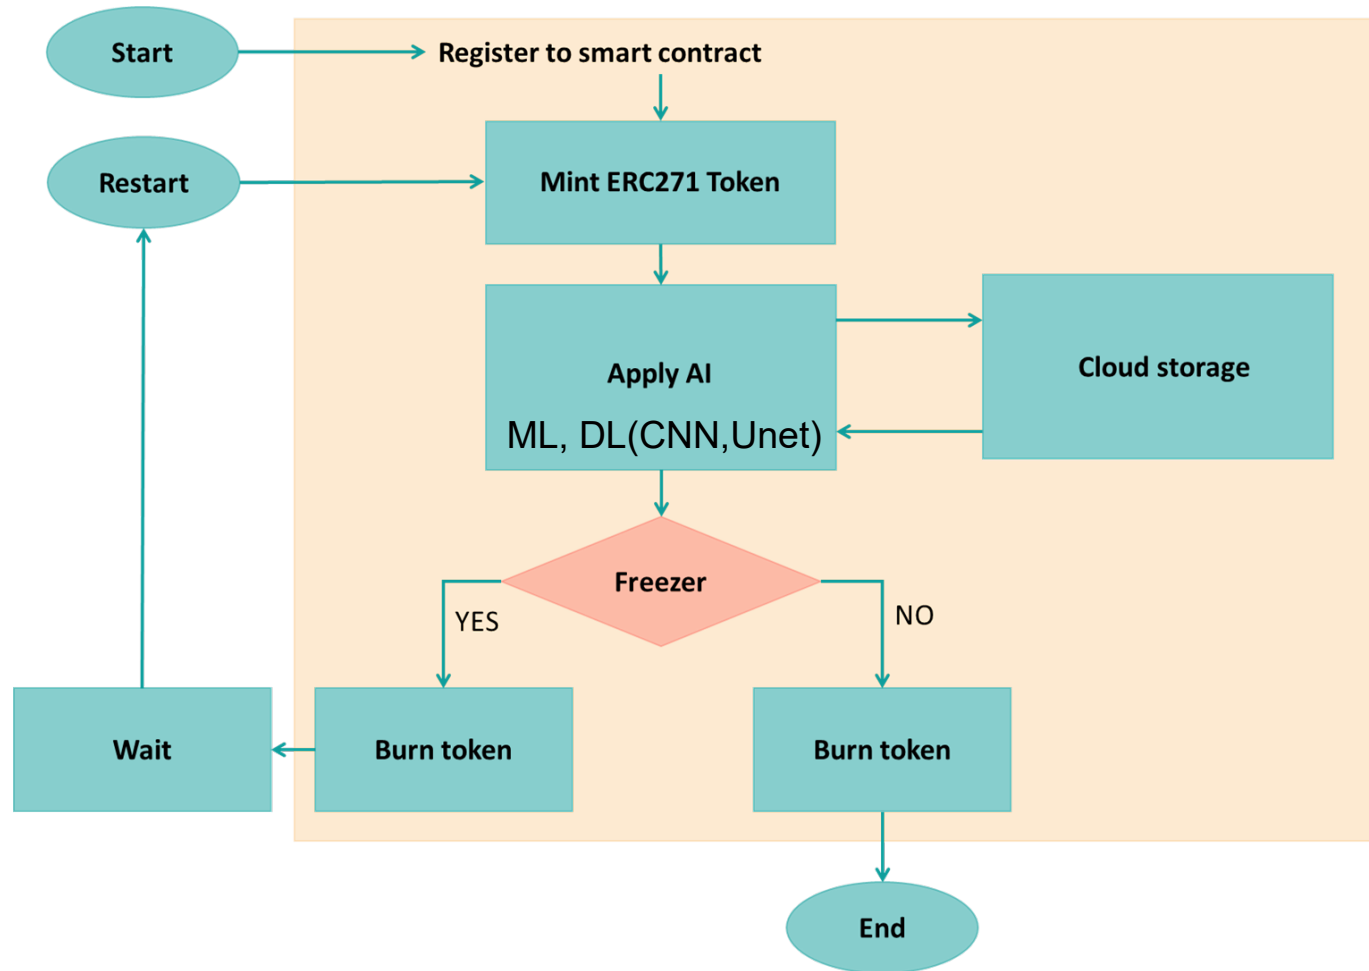 Start
Register to smart contract
Restart
Mint ERC271 Token
Apply AI
ML, DL(CNN,Unet)
Cloud storage
Freezer
YES
NO
Wait
Burn token
Burn token
End